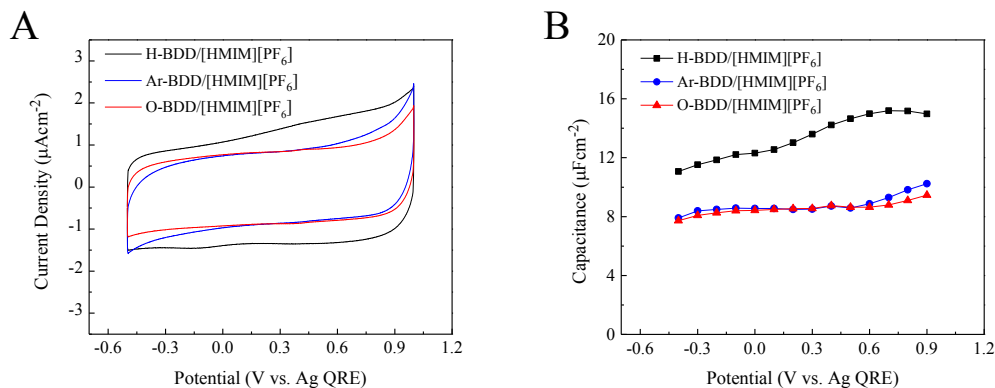 A
3
2
1
0
-1
-2
-3
Current Density (μAcm⁻²)
H-BDD/[HMIM][PF₆]
Ar-BDD/[HMIM][PF₆]
O-BDD/[HMIM][PF₆]
-0.6 -0.3 0.0 0.3 0.6 0.9 1.2
Potential (V vs. Ag QRE)
B
20
16
12
8
4
0
Capacitance (μFcm⁻²)
H-BDD/[HMIM][PF₆]
Ar-BDD/[HMIM][PF₆]
O-BDD/[HMIM][PF₆]
-0.6 -0.3 0.0 0.3 0.6 0.9 1.2
Potential (V vs. Ag QRE)